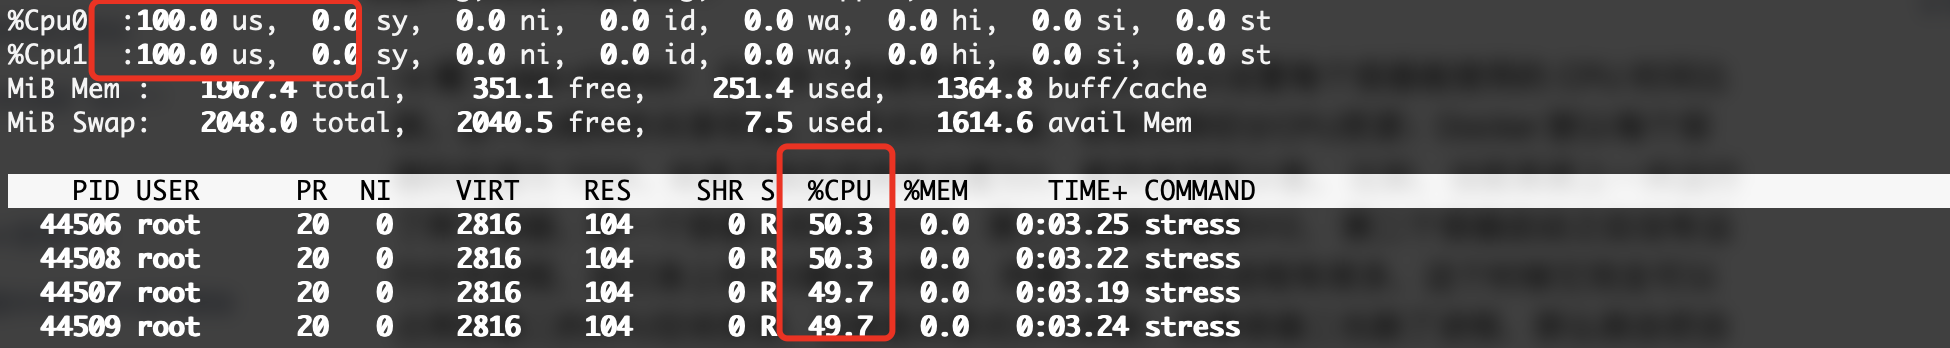 %Cpu0  :100.0 us,  0.0 sy,  0.0 ni,  0.0 id,  0.0 wa,  0.0 hi,  0.0 si,  0.0 st
%Cpu1  :100.0 us,  0.0 sy,  0.0 ni,  0.0 id,  0.0 wa,  0.0 hi,  0.0 si,  0.0 st
MiB Mem :   1967.4 total,    351.1 free,    251.4 used,   1364.8 buff/cache
MiB Swap:   2048.0 total,   2040.5 free,      7.5 used.   1614.6 avail Mem
PID USER      PR  NI    VIRT    RES    SHR S  %CPU  %MEM     TIME+ COMMAND
44506 root      20   0    2816    104      0 R  50.3   0.0   0:03.25 stress
44508 root      20   0    2816    104      0 R  50.3   0.0   0:03.22 stress
44507 root      20   0    2816    104      0 R  49.7   0.0   0:03.19 stress
44509 root      20   0    2816    104      0 R  49.7   0.0   0:03.24 stress